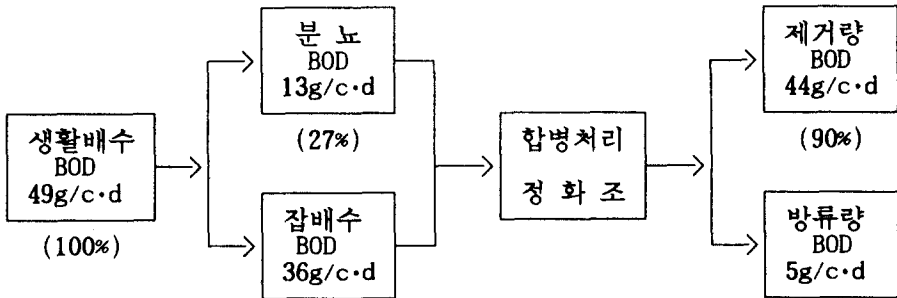 생활배수
BOD
49g/c·d
(100%)
분 뇨
BOD
13g/c·d
(27%)
잡배수
BOD
36g/c·d
합병처리
정 화 조
제거량
BOD
44g/c·d
(90%)
방류량
BOD
5g/c·d